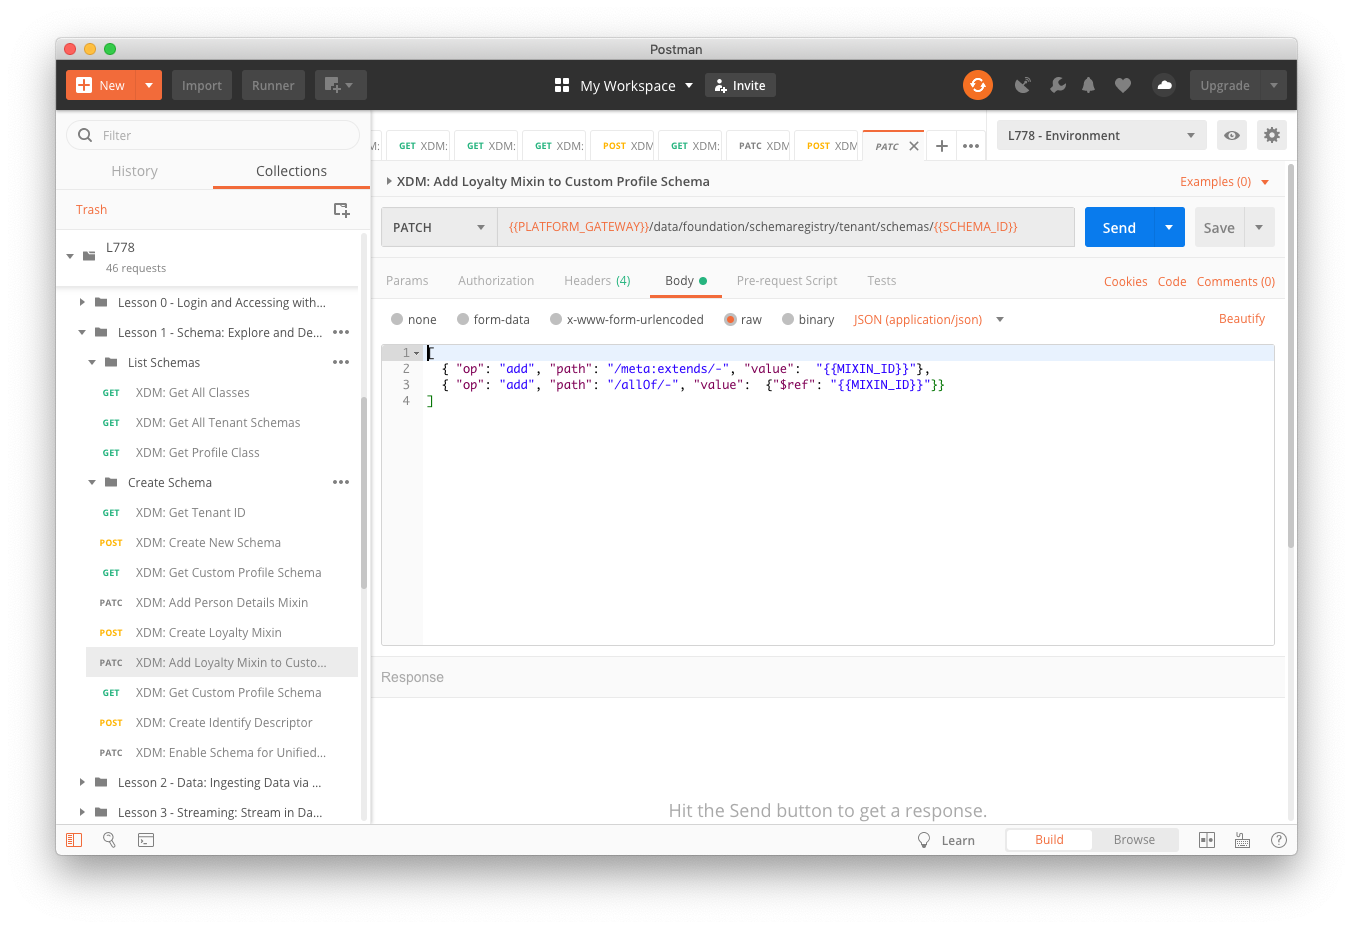 Postman
New
Import
Runner
My Workspace
Invite
Upgrade
Filter
History
Collections
Trash
L778
46 requests
Lesson 0 - Login and Accessing with...
Lesson 1 - Schema: Explore and De...
List Schemas
GET XDM: Get All Classes
GET XDM: Get All Tenant Schemas
GET XDM: Get Profile Class
Create Schema
GET XDM: Get Tenant ID
POST XDM: Create New Schema
GET XDM: Get Custom Profile Schema
PATC XDM: Add Person Details Mixin
POST XDM: Create Loyalty Mixin
PATC XDM: Add Loyalty Mixin to Custo...
GET XDM: Get Custom Profile Schema
POST XDM: Create Identify Descriptor
PATC XDM: Enable Schema for Unified...
Lesson 2 - Data: Ingesting Data via ...
Lesson 3 - Streaming: Stream in Da...
M: GET XDM: GET XDM: GET XDM: POST XDM GET XDM: PATC XDM POST XDM PATC
L778 - Environment
XDM: Add Loyalty Mixin to Custom Profile Schema
Examples (0)
PATCH
{{PLATFORM_GATEWAY}}/data/foundation/schemaregistry/tenant/schemas/{{SCHEMA_ID}}
Send
Save
Params Authorization Headers (4) Body Pre-request Script Tests
Cookies Code Comments (0)
none form-data x-www-form-urlencoded raw binary JSON (application/json)
Beautify
1 [
2 { "op": "add", "path": "/meta:extends/-", "value":  "{{MIXIN_ID}}"},
3 { "op": "add", "path": "/allOf/-", "value":  {"$ref": "{{MIXIN_ID}}"}}
4 ]
Response
Hit the Send button to get a response.
Learn
Build
Browse